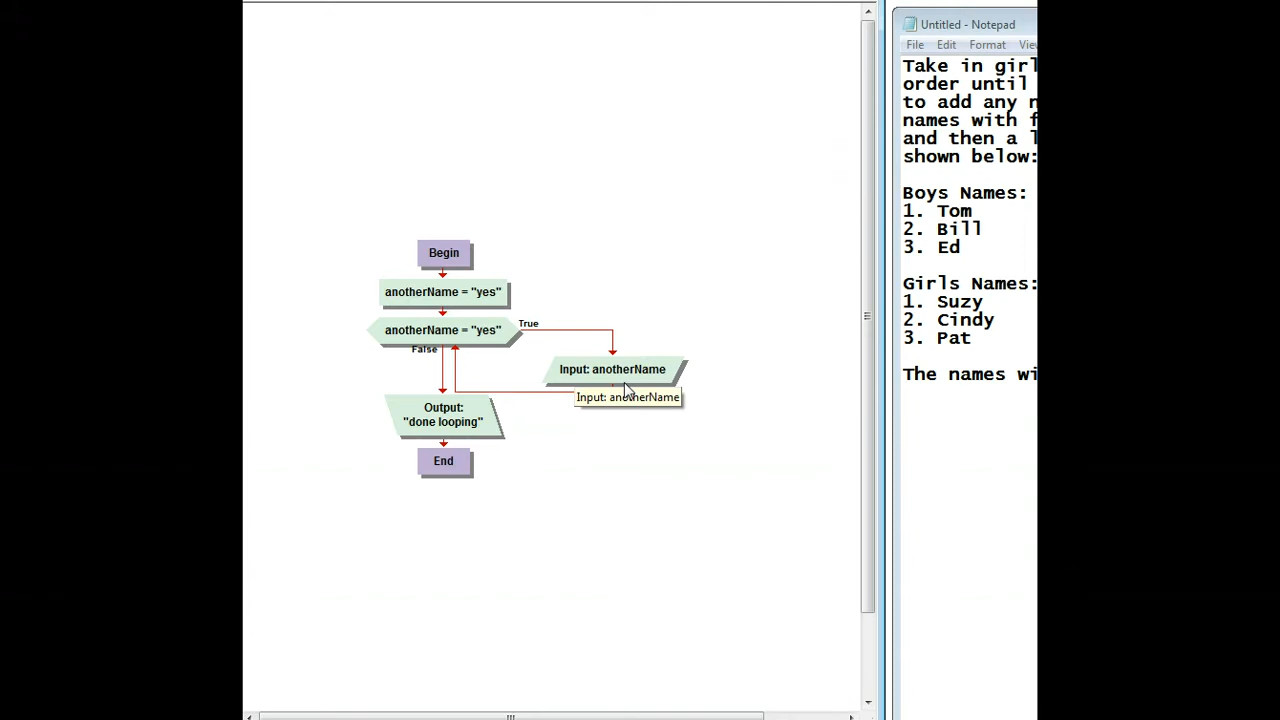 Begin
anotherName = "yes"
anotherName = "yes"
True
False
Input: anotherName
Input: anotherName
Output:
"done looping"
End
Untitled - Notepad
File Edit Format
Take in
order until
to add any
names with
and then a
shown below:
Boys Names:
1. Tom
2. Bill
3. Ed
Girls Names:
1. Suzy
2. Cindy
3. Pat
The names